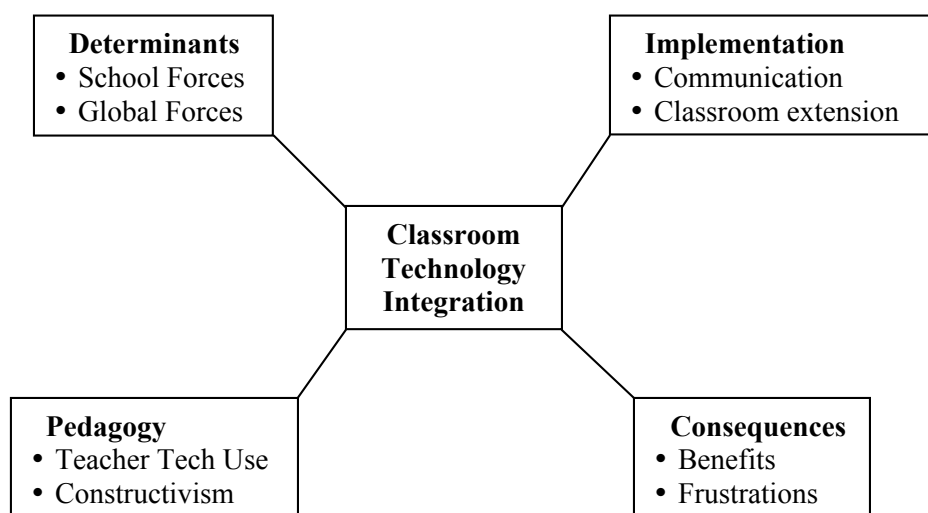 Determinants
• School Forces
• Global Forces
Implementation
• Communication
• Classroom extension
Classroom
Technology
Integration
Pedagogy
• Teacher Tech Use
• Constructivism
Consequences
• Benefits
• Frustrations